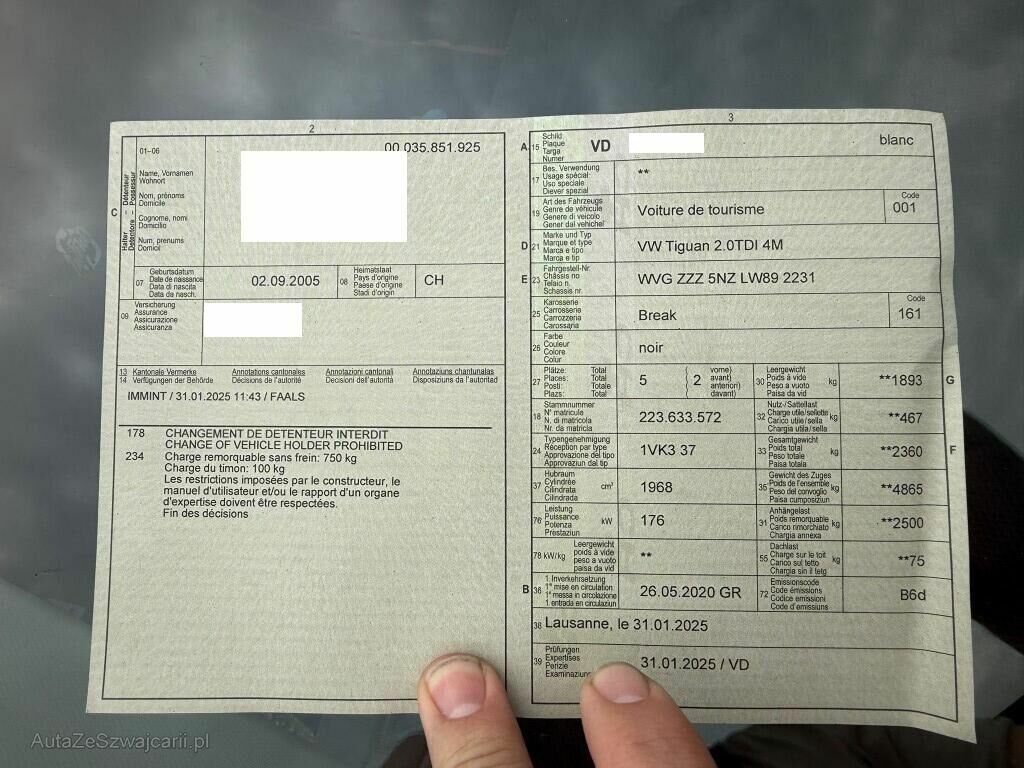 2
00 035.851.925
C
Halter – Détenteur
Detentore – Possessur
01–06
Name, Vornamen
Wohnort
Nom, prénoms
Domicile
Cognome, nomi
Domicilio
Num, prenums
Domicil
07
Geburtsdatum
Date de naissance
Data di nascita
Data da nasch.
02.09.2005
08
Heimatstaat
Pays d'origine
Paese d'origine
Stadi d'origin
CH
09
Versicherung
Assurance
Assicurazione
Assicuranza
13 Kantonale Vermerke Annotations cantonales Annotazioni cantonali Annotaziuns chantunalas
14 Verfügungen der Behörde Décisions de l'autorité Decisioni dell'autorità Disposiziuns da l'autoritad
IMMINT / 31.01.2025 11:43 / FAALS
178 CHANGEMENT DE DETENTEUR INTERDIT
CHANGE OF VEHICLE HOLDER PROHIBITED
234 Charge remorquable sans frein: 750 kg
Charge du timon: 100 kg
Les restrictions imposées par le constructeur, le
manuel d'utilisateur et/ou le rapport d'un organe
d'expertise doivent être respectées.
Fin des décisions
3
A 15
Schild
Plaque
Targa
Numer
VD
blanc
17
Bes. Verwendung
Usage spécial
Uso speciale
Diever spezial
**
19
Art des Fahrzeugs
Genre de véhicule
Genere di veicolo
Gener dal vehichel
Voiture de tourisme
Code
001
D 21
Marke und Typ
Marque et type
Marca e tipo
Marca e tip
VW Tiguan 2.0TDI 4M
E 23
Fahrgestell-Nr.
Châssis no
Telaio n.
Schassis nr.
WVG ZZZ 5NZ LW89 2231
25
Karosserie
Carrosserie
Carrozzeria
Carossaria
Break
Code
161
26
Farbe
Couleur
Colore
Colur
noir
27
Plätze: Total
Places: Total
Posti: Totale
Plazs: Total
5
2
vorne)
avant)
anteriori)
davant)
30
Leergewicht
Poids à vide
Peso a vuoto
Paisa da vid
kg
**1893
G
18
Stammnummer
N° matricule
N. di matricola
Nr. da matricla
223.633.572
32
Nutz-/Sattellast
Charge utile/sellette
Carico utile/sella
Chargia utila/sella
kg
**467
24
Typengenehmigung
Réception par type
Approvazione del tipo
Approvaziun dal tip
1VK3 37
33
Gesamtgewicht
Poids total
Peso totale
Paisa totala
kg
**2360
F
37
Hubraum
Cylindrée
Cilindrata
Cilindrada
cm³
1968
35
Gewicht des Zuges
Poids de l'ensemble
Peso del convoglio
Paisa cumposiziun
kg
**4865
76
Leistung
Puissance
Potenza
Prestaziun
kW
176
31
Anhängelast
Poids remorquable
Carico rimorchiato
Chargia annexa
kg
**2500
78 kW/kg
Leergewicht
poids à vide
peso a vuoto
paisa da vid
**
55
Dachlast
Charge sur le toit
Carico sul tetto
Chargia sin il tetg
kg
**75
B 36
1. Inverkehrsetzung
1re mise en circulation
1a messa in circolazione
1. entrada en circulaziun
26.05.2020 GR
72
Emissionscode
Code émissions
Codice emissioni
Code d'emissiuns
B6d
38
Lausanne, le 31.01.2025
39
Prüfungen
Expertises
Perizie
Examinaziuns
31.01.2025 / VD
AutaZeSzwajcarii.pl